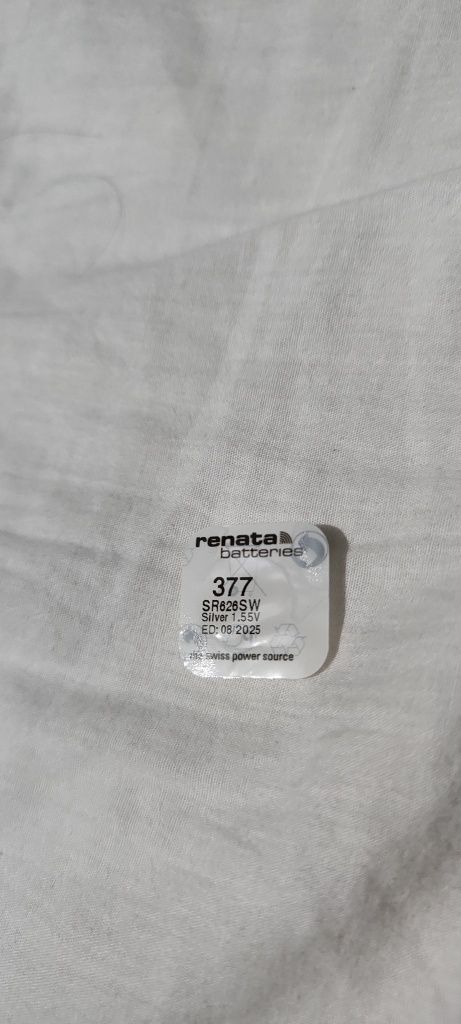 renata
batteries
377
SR626SW
Silver 1.55V
ED: 08/2025
the swiss power source